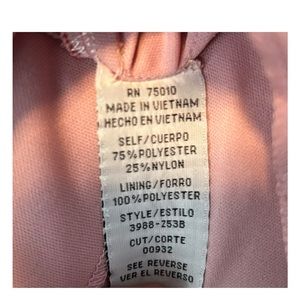 RN 75010
MADE IN VIETNAM
HECHO EN VIETNAM
SELF/CUERPO
75%POLYESTER
25%NYLON
LINING/FORRO
100%POLYESTER
STYLE/ESTILO
3988-253B
CUT/CORTE
00932
SEE REVERSE
VER EL REVERSO